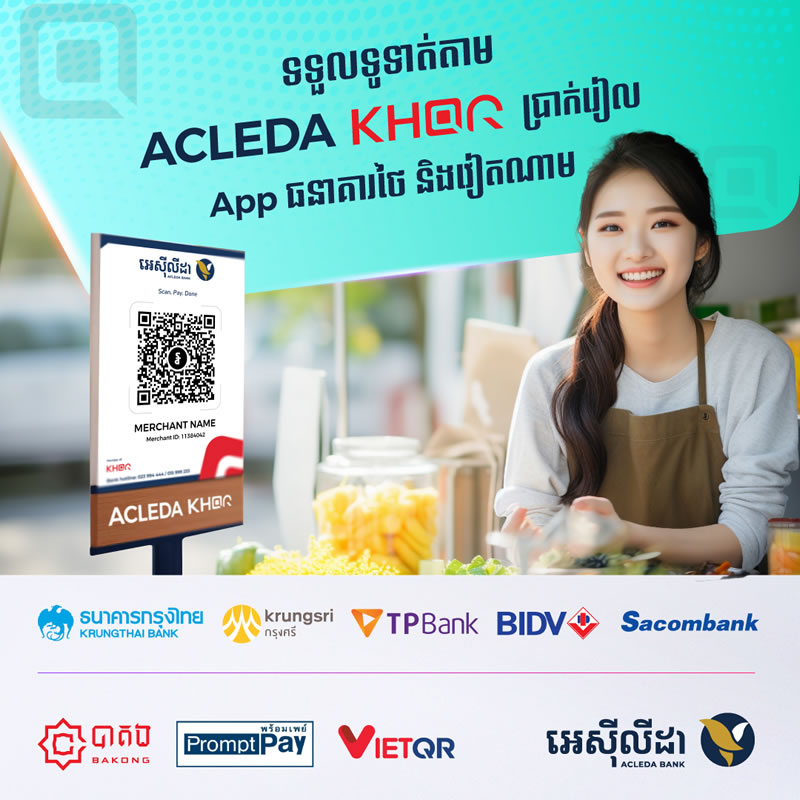 ទទួលទូទាត់តាម
ACLEDA KHQR ប្រាក់រៀល
App ធនាគារថៃ និងវៀតណាម
អេស៊ីលីដា
ACLEDA BANK
Scan. Pay. Done
MERCHANT NAME
Merchant ID: 11384042
Member of
KHQR
ACLEDA KHQR
ธนาคารกรุงไทย
KRUNGTHAI BANK
krungsri
กรุงศรี
TPBank
BIDV
Sacombank
បាគង
BAKONG
พร้อมเพย์
PromptPay
VIETQR
អេស៊ីលីដា
ACLEDA BANK